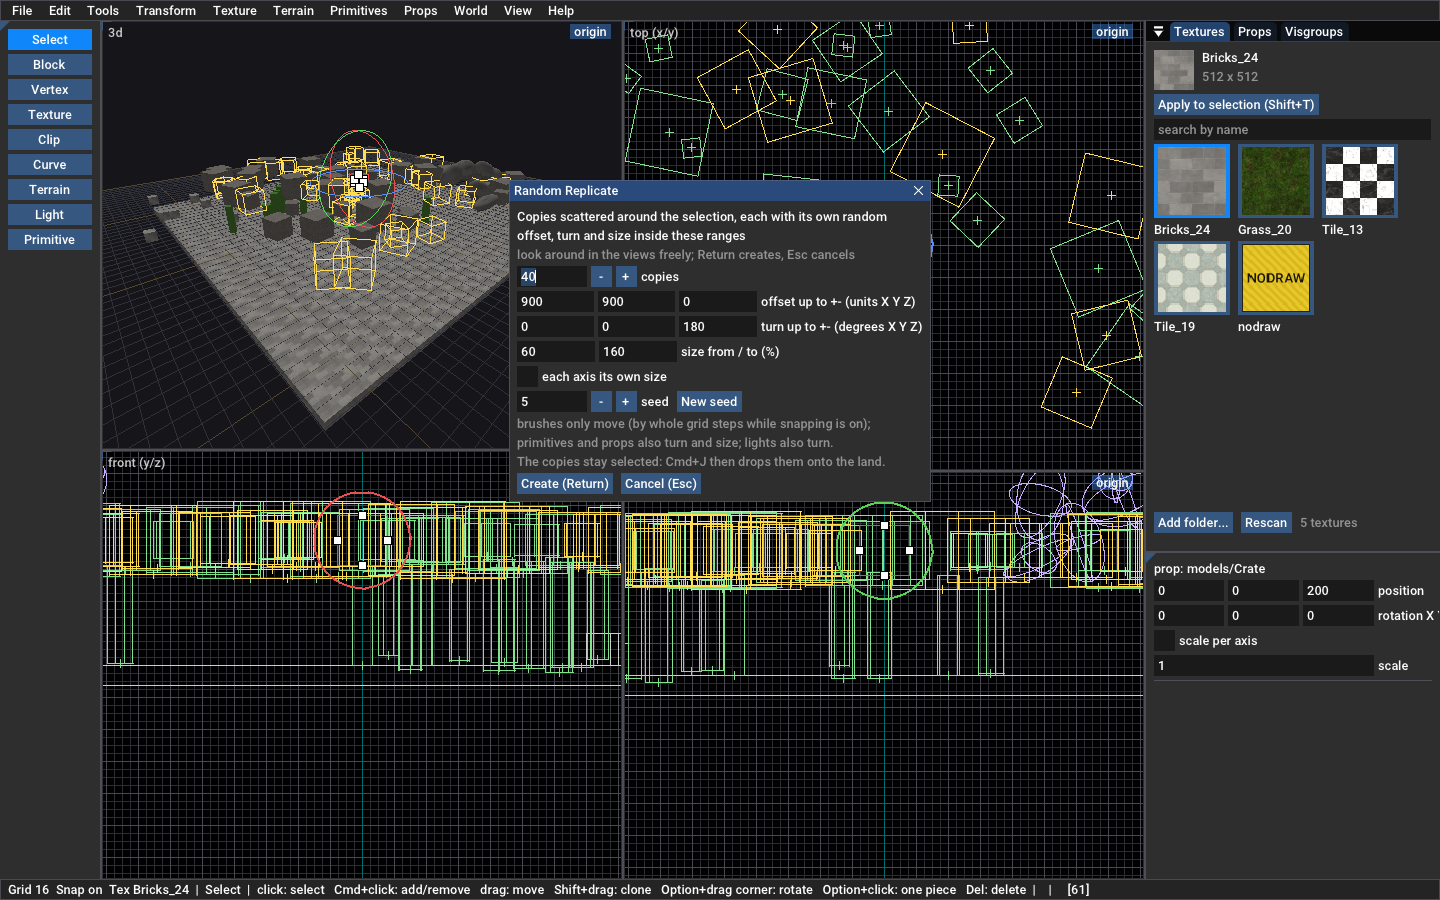 File Edit Tools Transform Texture Terrain Primitives Props World View Help
Select
Block
Vertex
Texture
Clip
Curve
Terrain
Light
Primitive
3d
origin
top (x/y)
origin
Random Replicate
Copies scattered around the selection, each with its own random
offset, turn and size inside these ranges
look around in the views freely; Return creates, Esc cancels
40 - + copies
900 900 0 offset up to +- (units X Y Z)
0 0 180 turn up to +- (degrees X Y Z)
60 160 size from / to (%)
each axis its own size
5 - + seed New seed
brushes only move (by whole grid steps while snapping is on);
primitives and props also turn and size; lights also turn.
The copies stay selected: Cmd+J then drops them onto the land.
Create (Return) Cancel (Esc)
front (y/z)
origin
Textures Props Visgroups
Bricks_24
512 x 512
Apply to selection (Shift+T)
search by name
Bricks_24 Grass_20 Tile_13
NODRAW
Tile_19 nodraw
Add folder... Rescan 5 textures
prop: models/Crate
0 0 200 position
0 0 0 rotation X Y
scale per axis
1 scale
Grid 16 Snap on Tex Bricks_24 | Select | click: select Cmd+click: add/remove drag: move Shift+drag: clone Option+drag corner: rotate Option+click: one piece Del: delete | | [61]